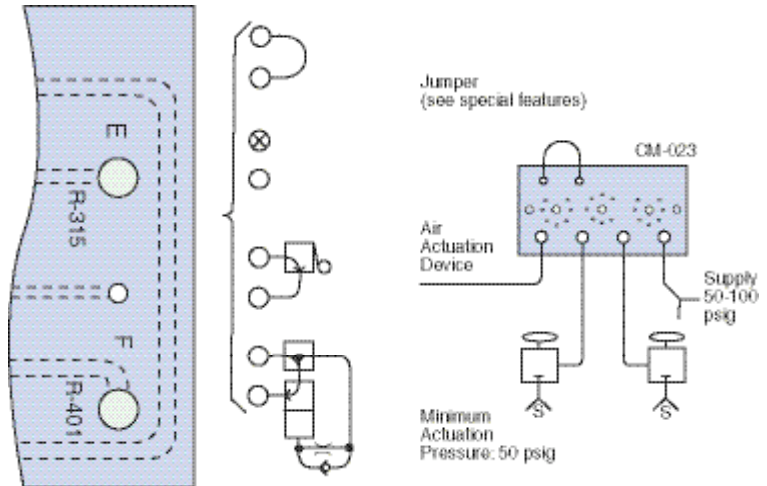 E
R-315
F
R-401
Jumper
(see special features)
CM-023
Air
Actuation
Device
Supply
50-100
psig
S
S
Minimum
Actuation
Pressure: 50 psig